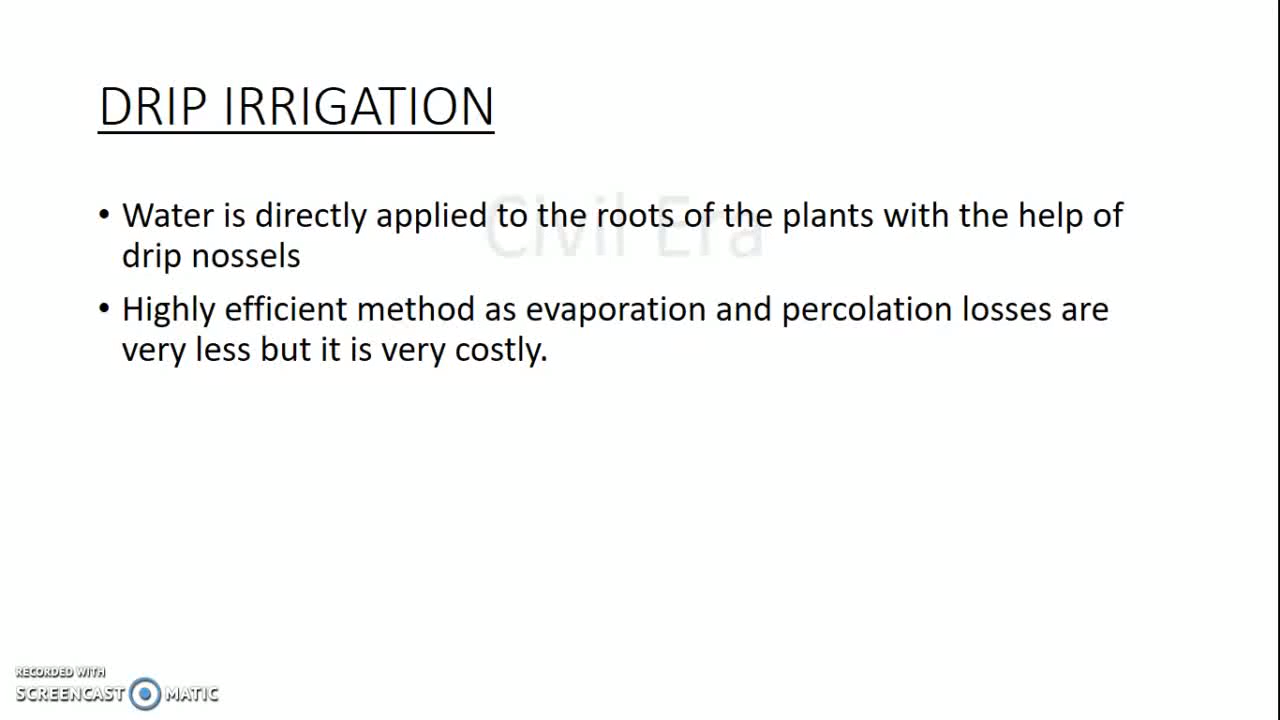 DRIP IRRIGATION
Civil Era
• Water is directly applied to the roots of the plants with the help of
drip nossels
• Highly efficient method as evaporation and percolation losses are
very less but it is very costly.
RECORDED WITH
SCREENCAST MATIC